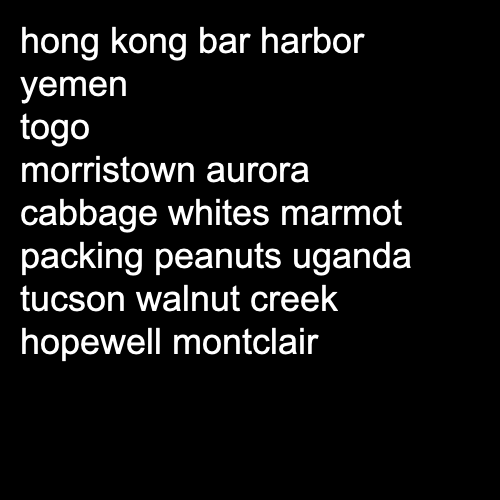 hong kong bar harbor
yemen
togo
morristown aurora
cabbage whites marmot
packing peanuts uganda
tucson walnut creek
hopewell montclair